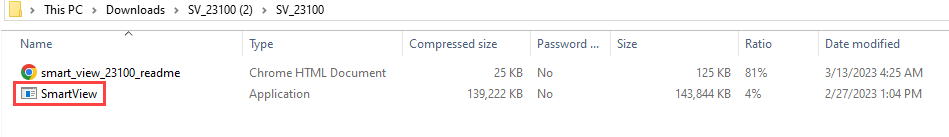 This PC > Downloads > SV_23100 (2) > SV_23100
Name Type Compressed size Password ... Size Ratio Date modified
smart_view_23100_readme Chrome HTML Document 25 KB No 125 KB 81% 3/13/2023 4:25 AM
SmartView Application 139,222 KB No 143,844 KB 4% 2/27/2023 1:04 PM